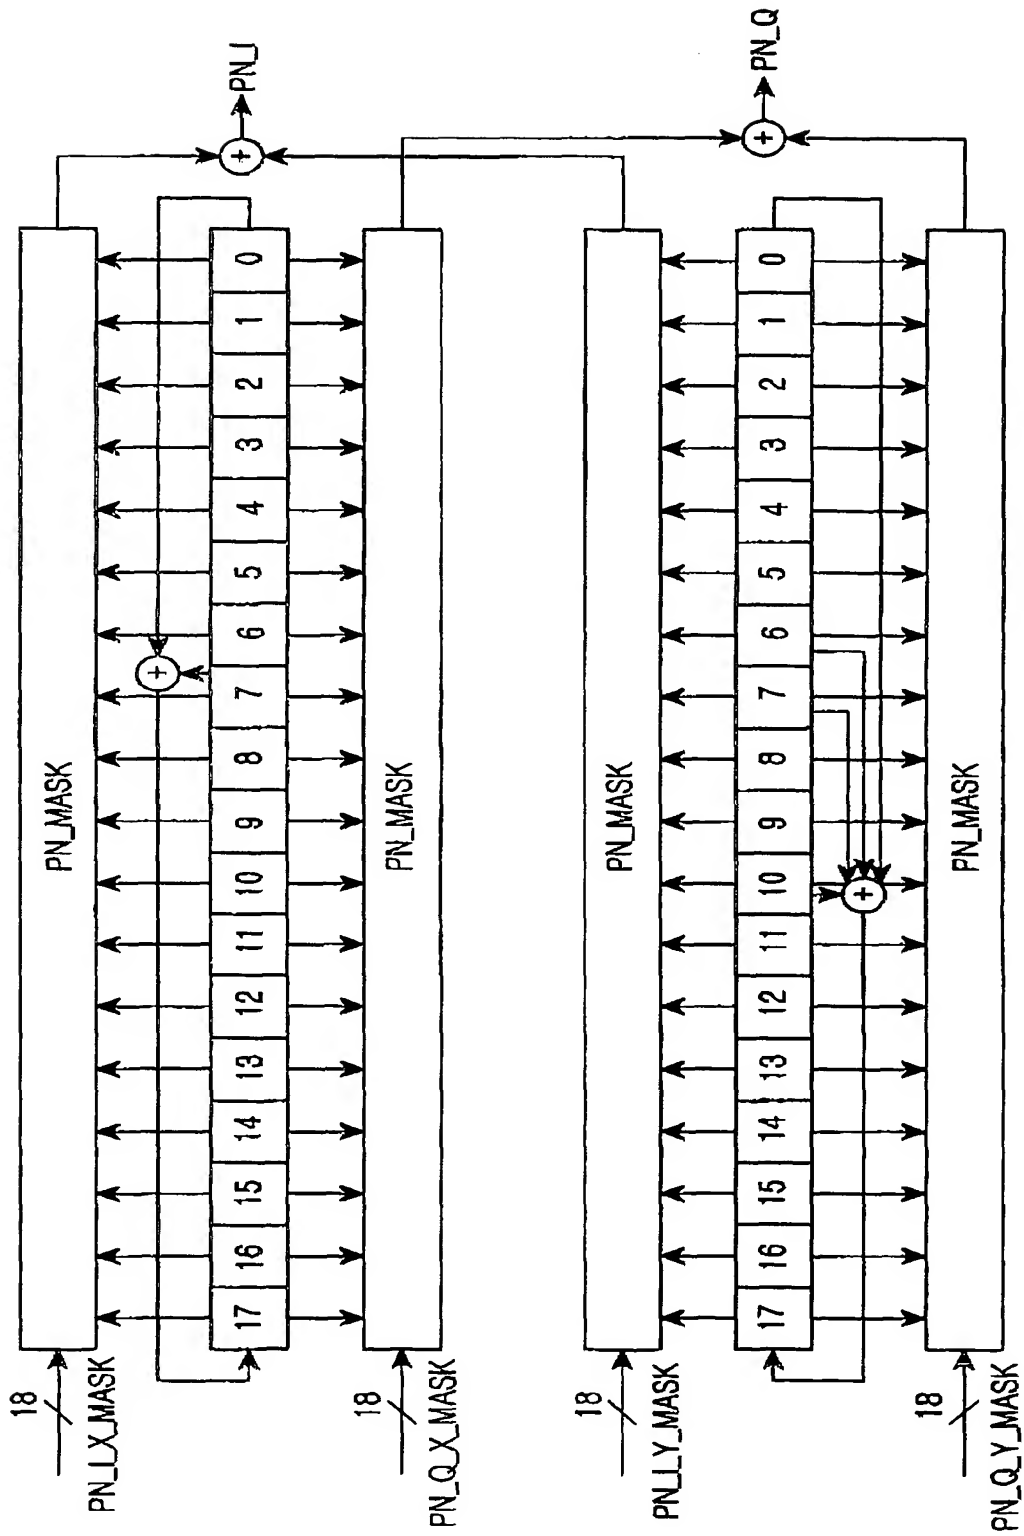 PN_I_X_MASK
18
PN_MASK
17 16 15 14 13 12 11 10 9 8 7 6 5 4 3 2 1 0
+
+
PN_I
PN_Q_X_MASK
18
PN_MASK
PN_I_Y_MASK
18
PN_MASK
17 16 15 14 13 12 11 10 9 8 7 6 5 4 3 2 1 0
+
+
PN_Q
PN_Q_Y_MASK
18
PN_MASK